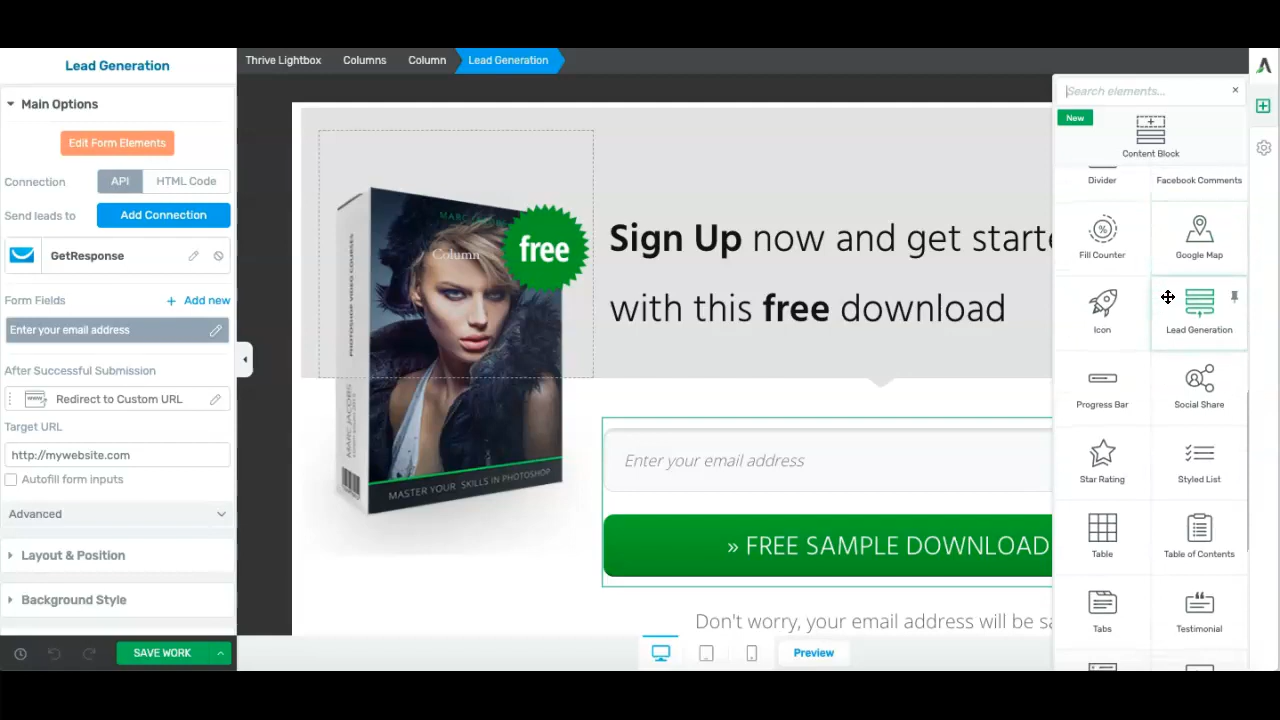 Lead Generation
Main Options
Edit Form Elements
Connection API HTML Code
Send leads to Add Connection
GetResponse
Form Fields + Add new
Enter your email address
After Successful Submission
Redirect to Custom URL
Target URL
http://mywebsite.com
Autofill form inputs
Advanced
Layout & Position
Background Style
SAVE WORK
Thrive Lightbox Columns Column Lead Generation
MARC JACOBS
Column
free
PHOTOSHOP VIDEO COURSES
MARC JACOBS
MASTER YOUR SKILLS IN PHOTOSHOP
Sign Up now and get starte
with this free download
Enter your email address
» FREE SAMPLE DOWNLOAD
Don't worry, your email address will be sa
Preview
Search elements... ×
New
Content Block
Divider Facebook Comments
Fill Counter Google Map
Icon Lead Generation
Progress Bar Social Share
Star Rating Styled List
Table Table of Contents
Tabs Testimonial